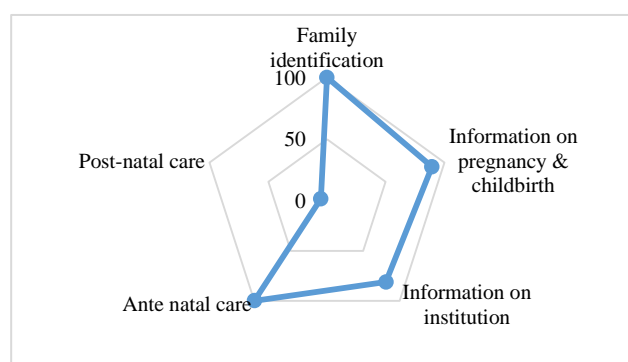 Family
identification
100
Information on
pregnancy &
childbirth
50
Post-natal care
0
Information on
institution
Ante natal care